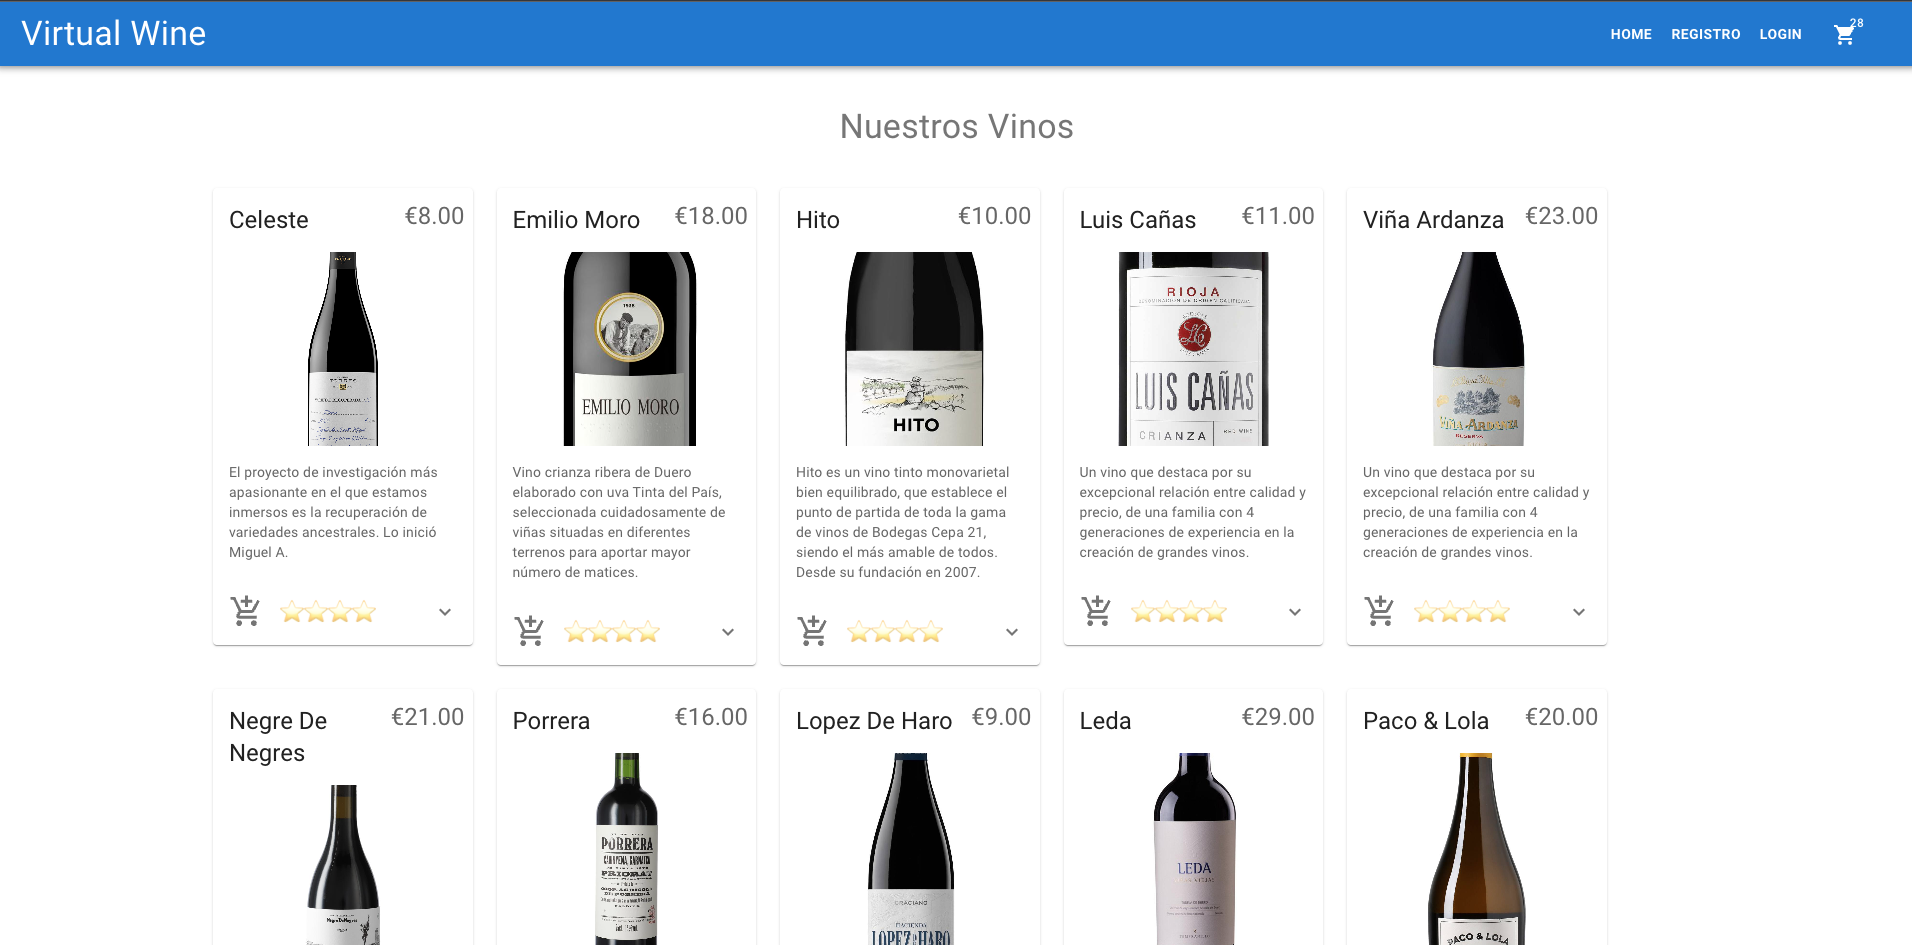 Virtual Wine
HOME REGISTRO LOGIN 28
Nuestros Vinos
Celeste €8.00
El proyecto de investigación más
apasionante en el que estamos
inmersos es la recuperación de
variedades ancestrales. Lo inició
Miguel A.
Emilio Moro €18.00
EMILIO MORO
Vino crianza ribera de Duero
elaborado con uva Tinta del País,
seleccionada cuidadosamente de
viñas situadas en diferentes
terrenos para aportar mayor
número de matices.
Hito €10.00
HITO
Hito es un vino tinto monovarietal
bien equilibrado, que establece el
punto de partida de toda la gama
de vinos de Bodegas Cepa 21,
siendo el más amable de todos.
Desde su fundación en 2007.
Luis Cañas €11.00
RIOJA
DENOMINACIÓN DE ORIGEN CALIFICADA
LUIS CAÑAS
CRIANZA RED WINE
Un vino que destaca por su
excepcional relación entre calidad y
precio, de una familia con 4
generaciones de experiencia en la
creación de grandes vinos.
Viña Ardanza €23.00
VIÑA ARDANZA
RESERVA
Un vino que destaca por su
excepcional relación entre calidad y
precio, de una familia con 4
generaciones de experiencia en la
creación de grandes vinos.
Negre De
Negres
€21.00
NegreDeNegres
Porrera €16.00
PORRERA
PRIORAT
Lopez De Haro €9.00
GRACIANO
HACIENDA
LOPEZ DE HARO
Leda €29.00
LEDA
Paco & Lola €20.00
PACO & LOLA